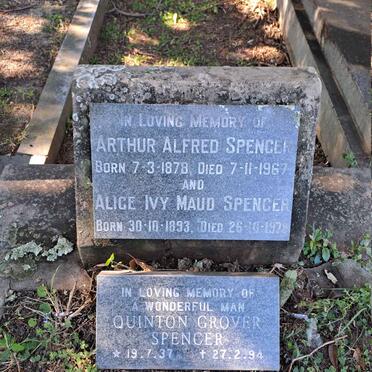 IN LOVING MEMORY OF
ARTHUR ALFRED SPENCER
BORN 7-3-1878, DIED 7-11-1967
AND
ALICE IVY MAUD SPENCER
BORN 30-10-1893, DIED 26-10-1978
IN LOVING MEMORY OF
A WONDERFUL MAN
QUINTON GROVER
SPENCER
* 19.7.37 † 27.2.94